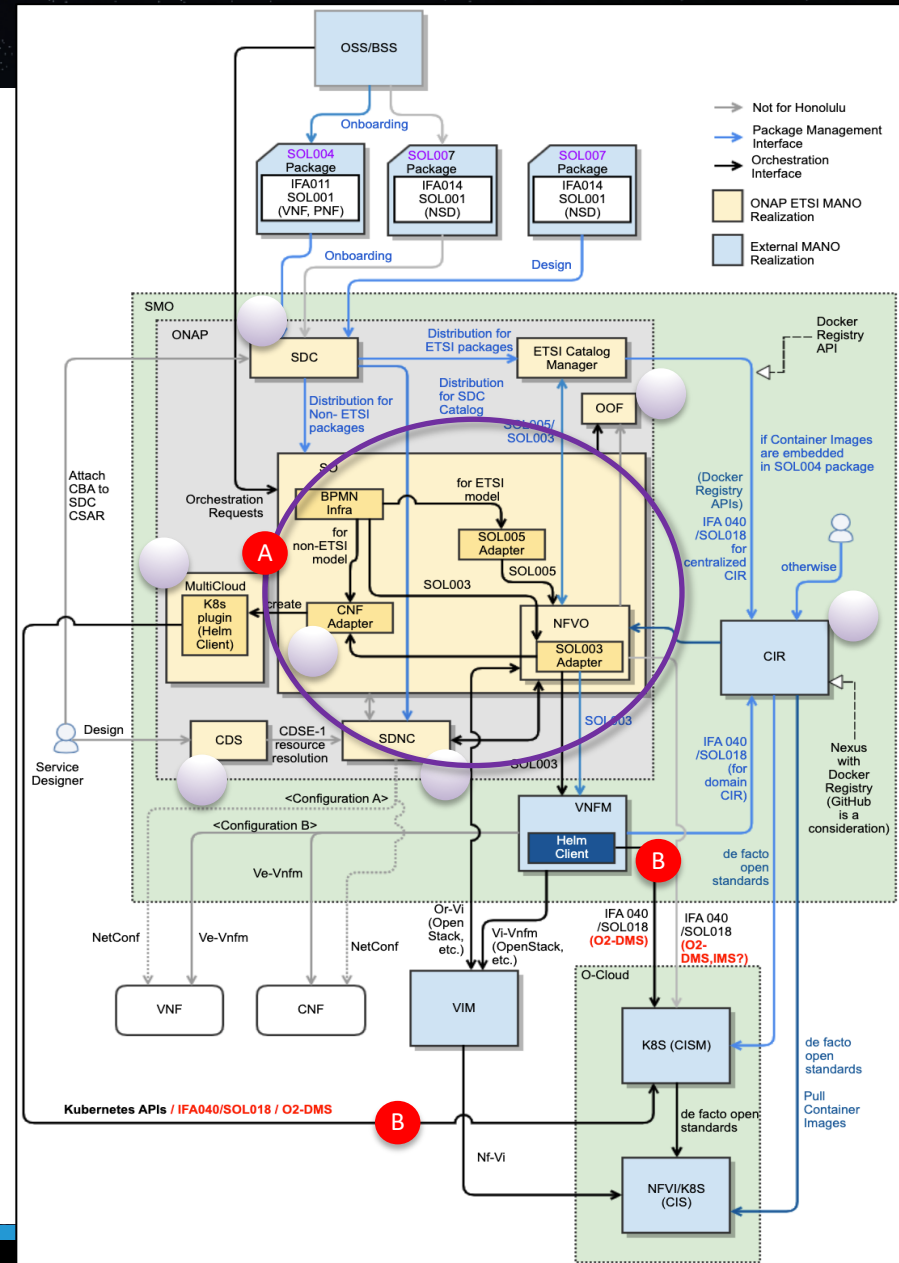 OSS/BSS
Onboarding
SOL004
Package
IFA011
SOL001
(VNF, PNF)
SOL007
Package
IFA014
SOL001
(NSD)
SOL007
Package
IFA014
SOL001
(NSD)
Not for Honolulu
Package Management
Interface
Orchestration
Interface
ONAP ETSI MANO
Realization
External MANO
Realization
Onboarding
Design
SMO
ONAP
SDC
Distribution for
ETSI packages
ETSI Catalog
Manager
Docker
Registry
API
Distribution for
Non- ETSI
packages
Distribution
for SDC
Catalog
OOF
SOL005/
SOL003
if Container Images
are embedded
in SOL004 package
Attach
CBA to
SDC
CSAR
Orchestration
Requests
SO
BPMN
Infra
for ETSI
model
for
non-ETSI
model
SOL005
Adapter
SOL005
SOL003
(Docker
Registry
APIs)
IFA 040
/SOL018
for
centralized
CIR
otherwise
A
MultiCloud
K8s
plugin
(Helm
Client)
create
CNF
Adapter
NFVO
SOL003
Adapter
CIR
Service
Designer
Design
CDS
CDSE-1
resource
resolution
SDNC
SOL003
SOL003
IFA 040
/SOL018
(for
domain
CIR)
Nexus
with
Docker
Registry
(GitHub
is a
consideration)
<Configuration A>
<Configuration B>
VNFM
Helm
Client
B
de facto
open
standards
Ve-Vnfm
NetConf
Ve-Vnfm
NetConf
Or-Vi
(Open
Stack,
etc.)
Vi-Vnfm
(OpenStack,
etc.)
IFA 040
/SOL018
(O2-DMS)
IFA 040
/SOL018
(O2-
DMS,IMS?)
O-Cloud
VNF
CNF
VIM
K8S (CISM)
de facto
open
standards
Pull
Container
Images
Kubernetes APIs / IFA040/SOL018 / O2-DMS
B
de facto open
standards
Nf-Vi
NFVI/K8S
(CIS)